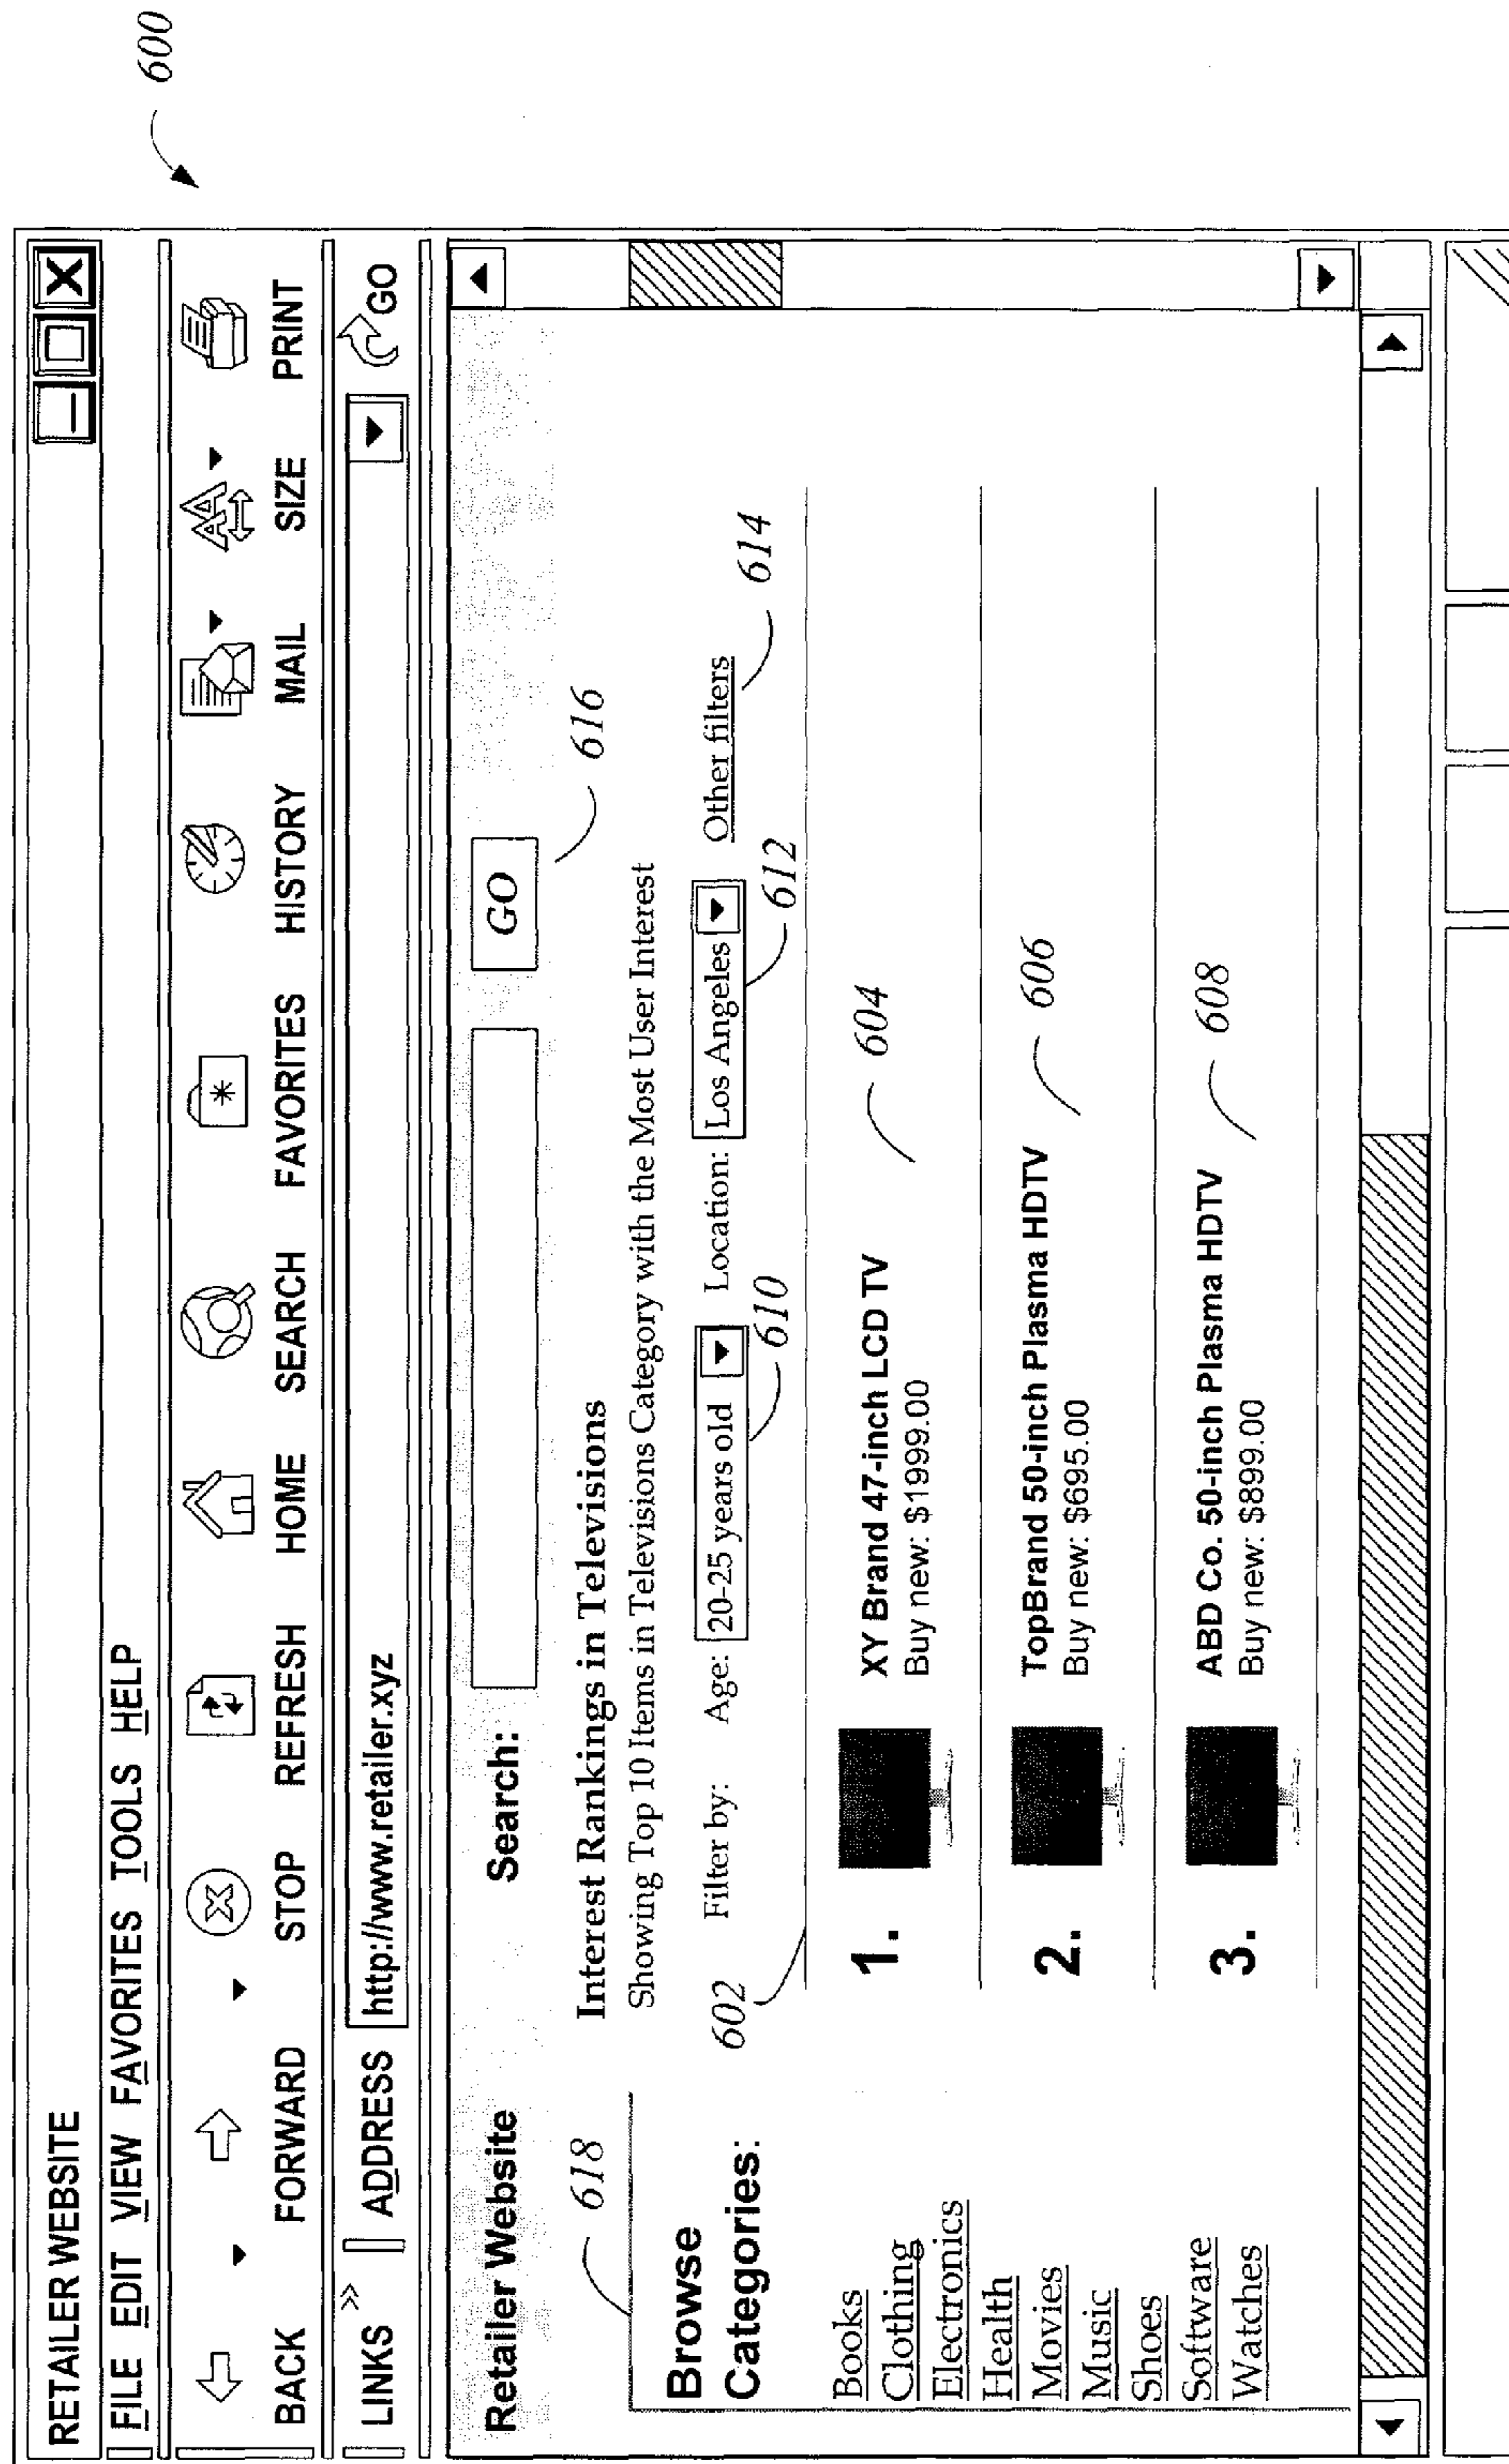 600
RETAILER WEBSITE
FILE EDIT VIEW FAVORITES TOOLS HELP
BACK FORWARD STOP REFRESH HOME SEARCH FAVORITES HISTORY MAIL SIZE PRINT
LINKS » ADDRESS http://www.retailer.xyz GO
Retailer Website Search: GO
616
618
Interest Rankings in Televisions
Showing Top 10 Items in Televisions Category with the Most User Interest
Browse
Categories:
602
Filter by: Age: 20-25 years old Location: Los Angeles Other filters
610
612
614
Books
Clothing
Electronics
Health
Movies
Music
Shoes
Software
Watches
1. XY Brand 47-inch LCD TV
Buy new: $1999.00
604
2. TopBrand 50-inch Plasma HDTV
Buy new: $695.00
606
3. ABD Co. 50-inch Plasma HDTV
Buy new: $899.00
608